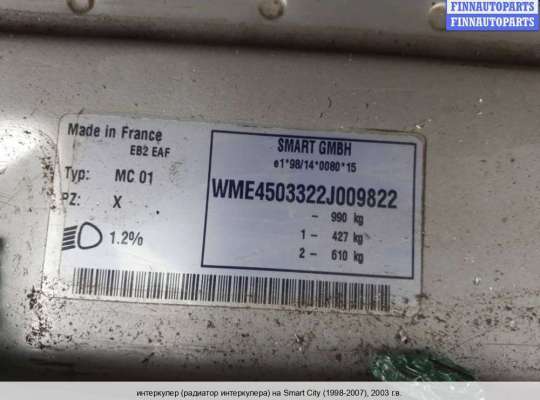 FINNAUTOPARTS
FINNAUTOPARTS
Made in France
EB2 EAF
Typ: MC 01
PZ: X
1.2%
SMART GMBH
e1*98/14*0080*15
WME4503322J009822
- 990 kg
1 - 427 kg
2 - 610 kg
интеркулер (радиатор интеркулера) на Smart City (1998-2007), 2003 г.в.